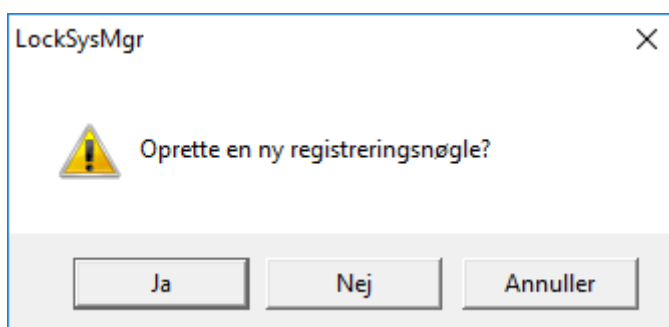 LockSysMgr
Oprette en ny registreringsnøgle?
Ja
Nej
Annuller